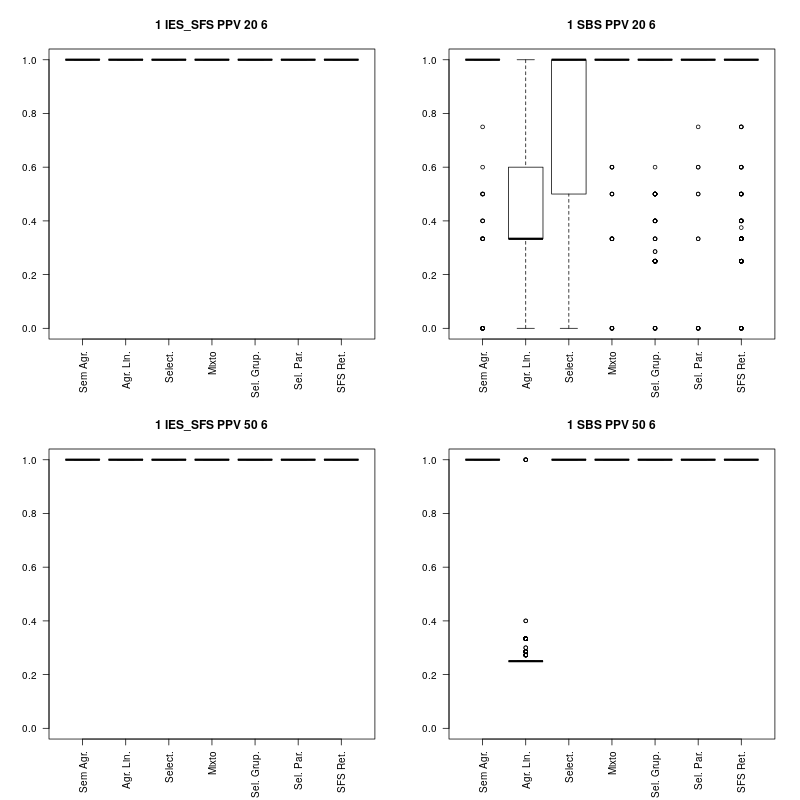 1 IES_SFS PPV 20 6
1.0
0.8
0.6
0.4
0.2
0.0
Sem Agr.
Agr. Lin.
Select.
Mixto
Sel. Grup.
Sel. Par.
SFS Ret.
1 SBS PPV 20 6
1.0
0.8
0.6
0.4
0.2
0.0
Sem Agr.
Agr. Lin.
Select.
Mixto
Sel. Grup.
Sel. Par.
SFS Ret.
1 IES_SFS PPV 50 6
1.0
0.8
0.6
0.4
0.2
0.0
Sem Agr.
Agr. Lin.
Select.
Mixto
Sel. Grup.
Sel. Par.
SFS Ret.
1 SBS PPV 50 6
1.0
0.8
0.6
0.4
0.2
0.0
Sem Agr.
Agr. Lin.
Select.
Mixto
Sel. Grup.
Sel. Par.
SFS Ret.